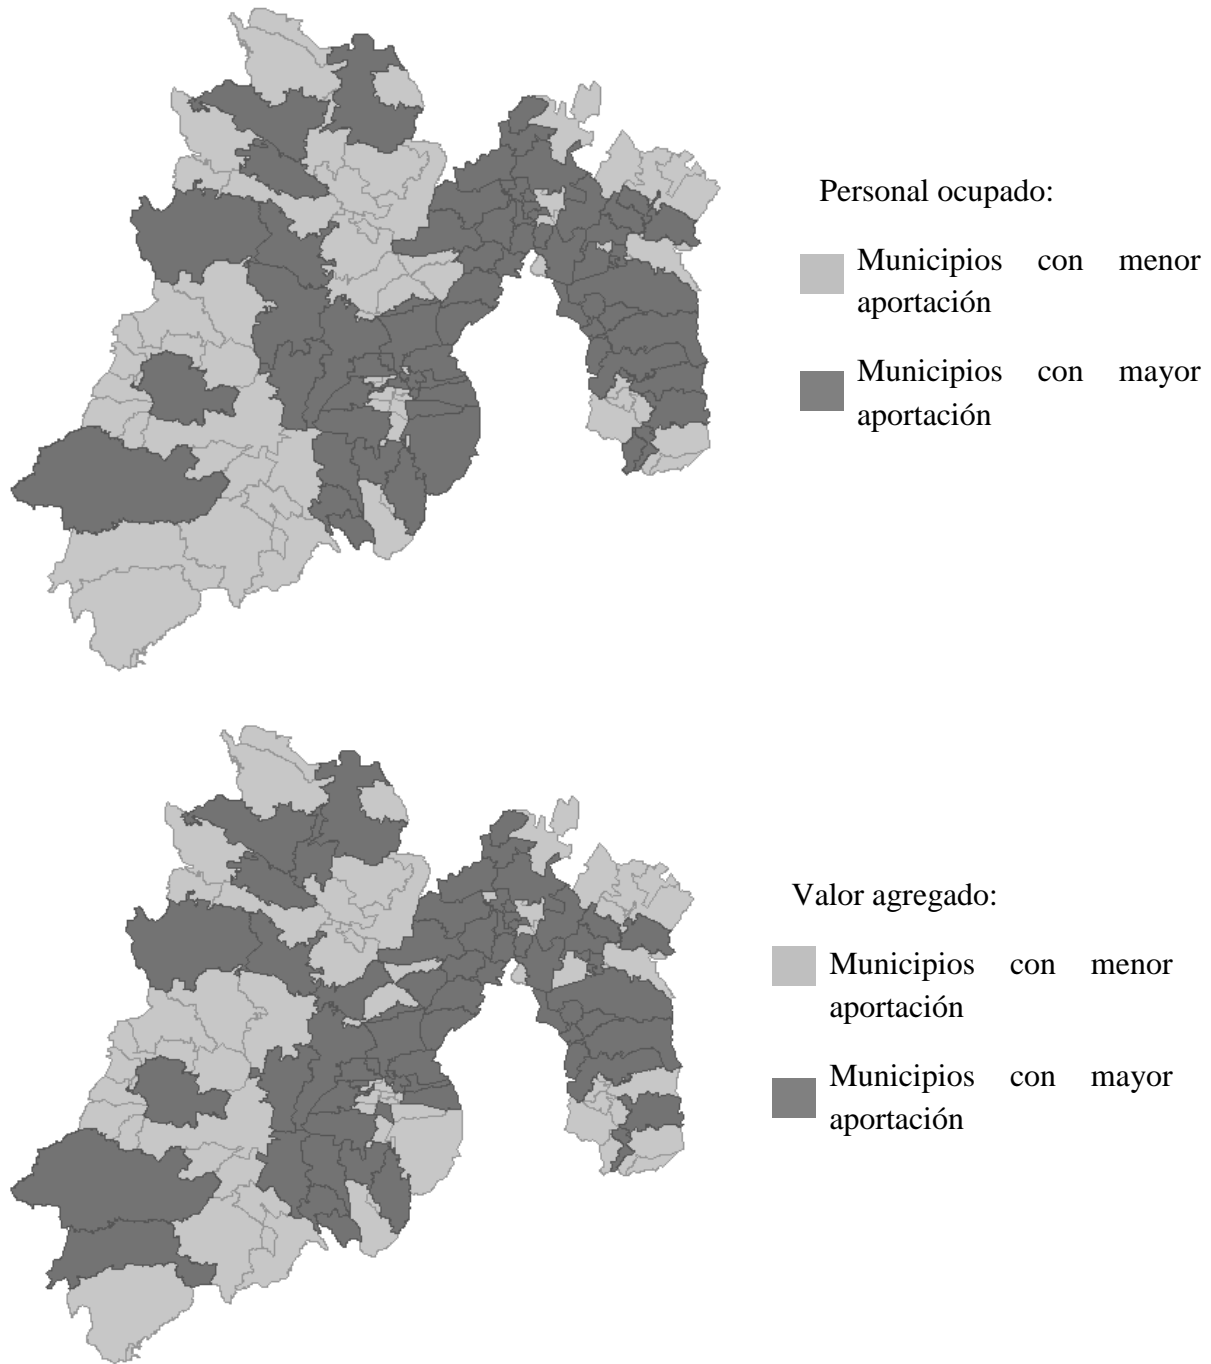 Personal ocupado:
Municipios con menor
aportación
Municipios con mayor
aportación
Valor agregado:
Municipios con menor
aportación
Municipios con mayor
aportación